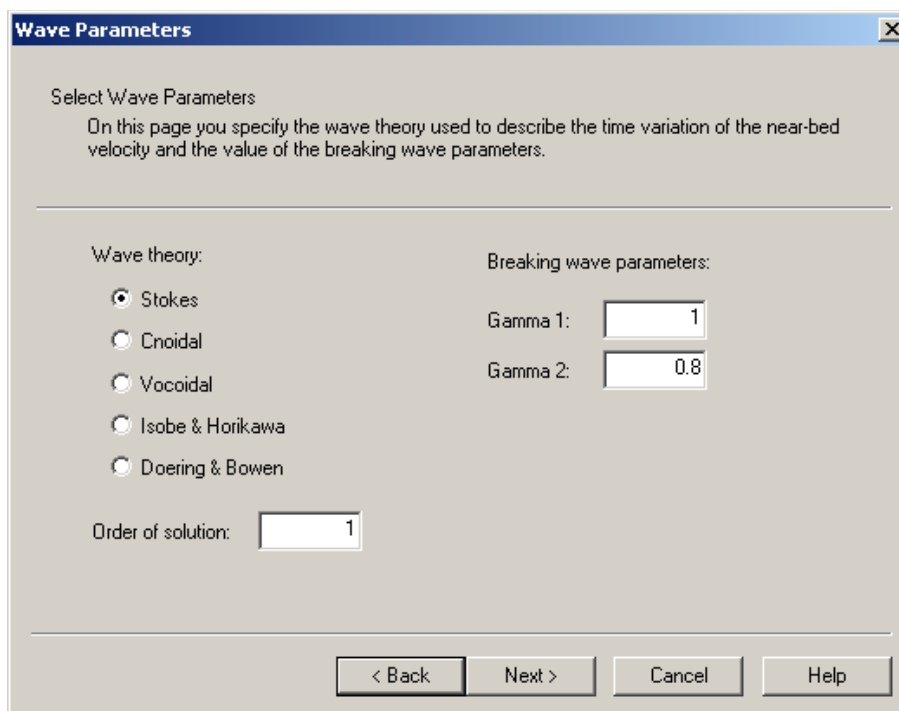 Wave Parameters
Select Wave Parameters
On this page you specify the wave theory used to describe the time variation of the near-bed
velocity and the value of the breaking wave parameters.
Wave theory:
Stokes
Cnoidal
Vocoidal
Isobe & Horikawa
Doering & Bowen
Order of solution: 1
Breaking wave parameters:
Gamma 1: 1
Gamma 2: 0.8
< Back
Next >
Cancel
Help